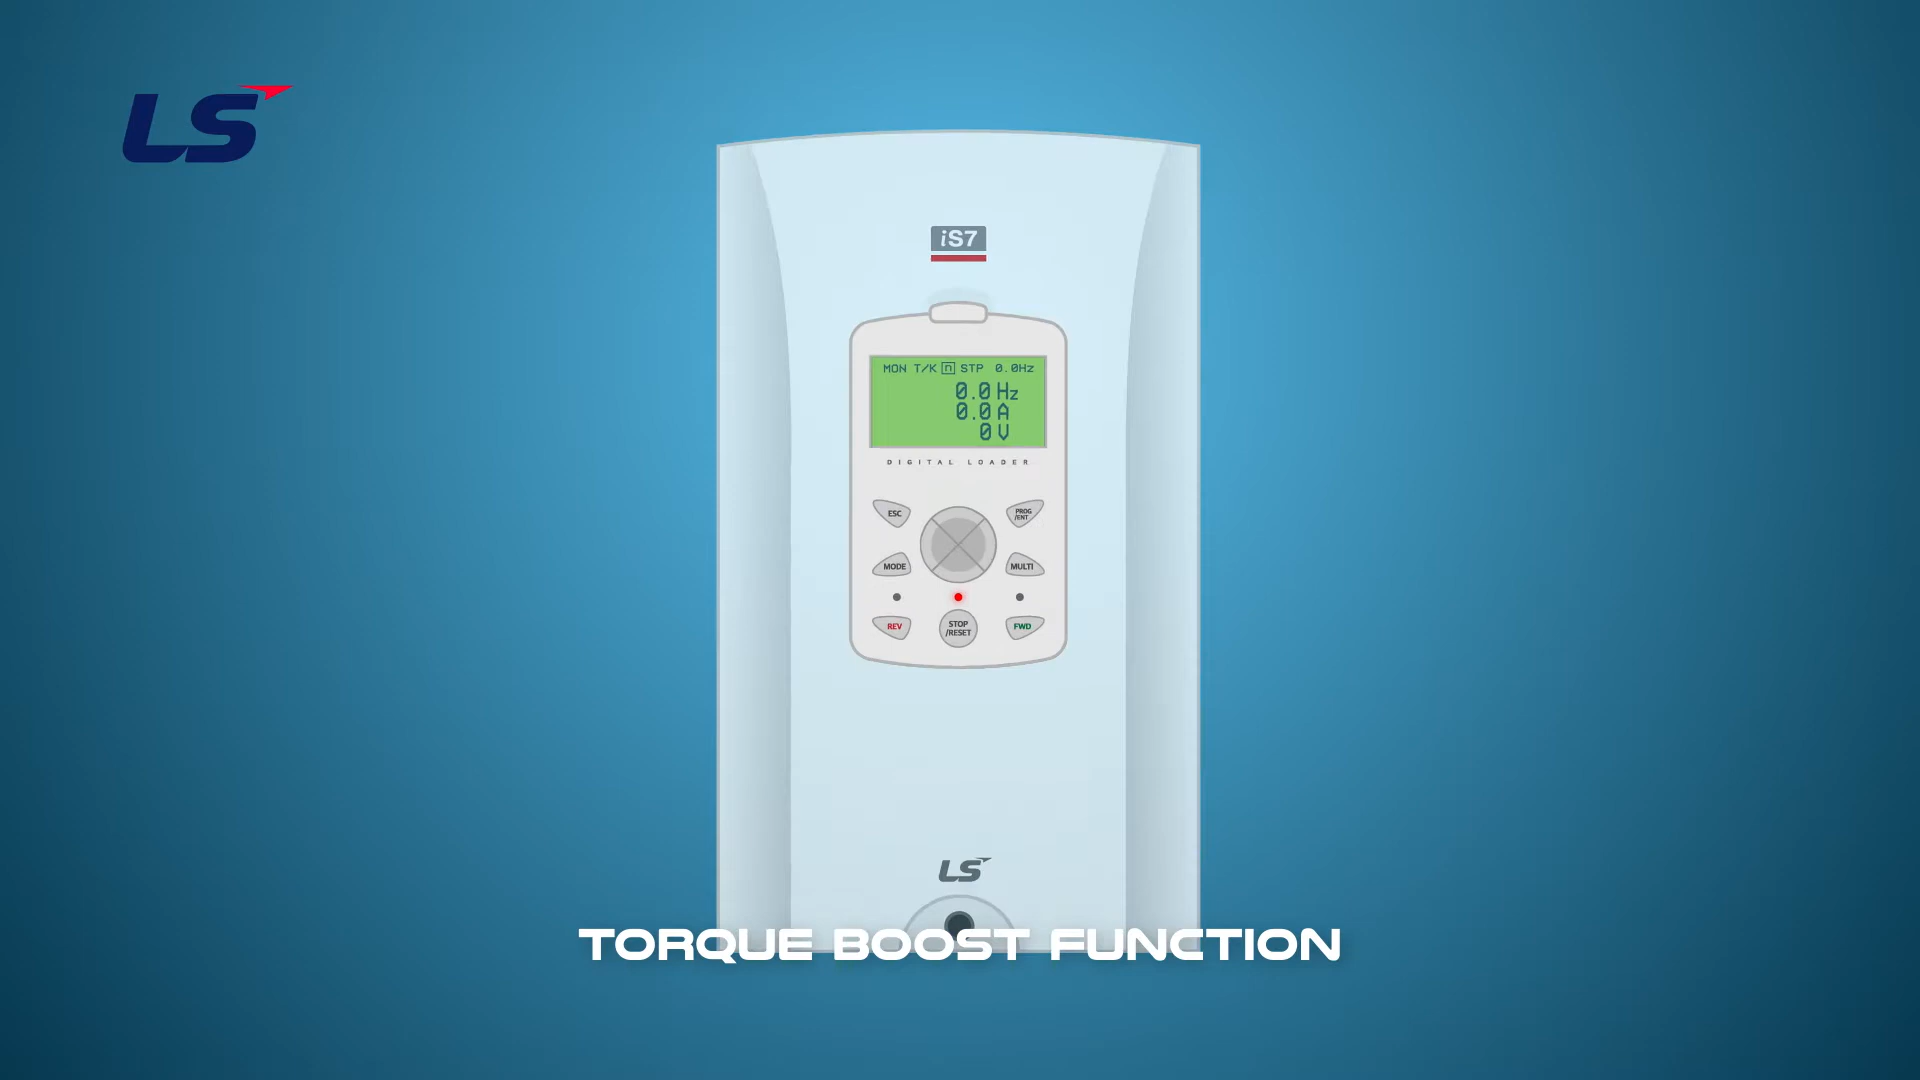 LS
iS7
MON T/K n STP 0.0Hz
0.0 Hz
0.0 A
0 V
DIGITAL LOADER
ESC
PROG
/ENT
MODE
MULTI
REV
STOP
/RESET
FWD
LS
TORQUE BOOST FUNCTION